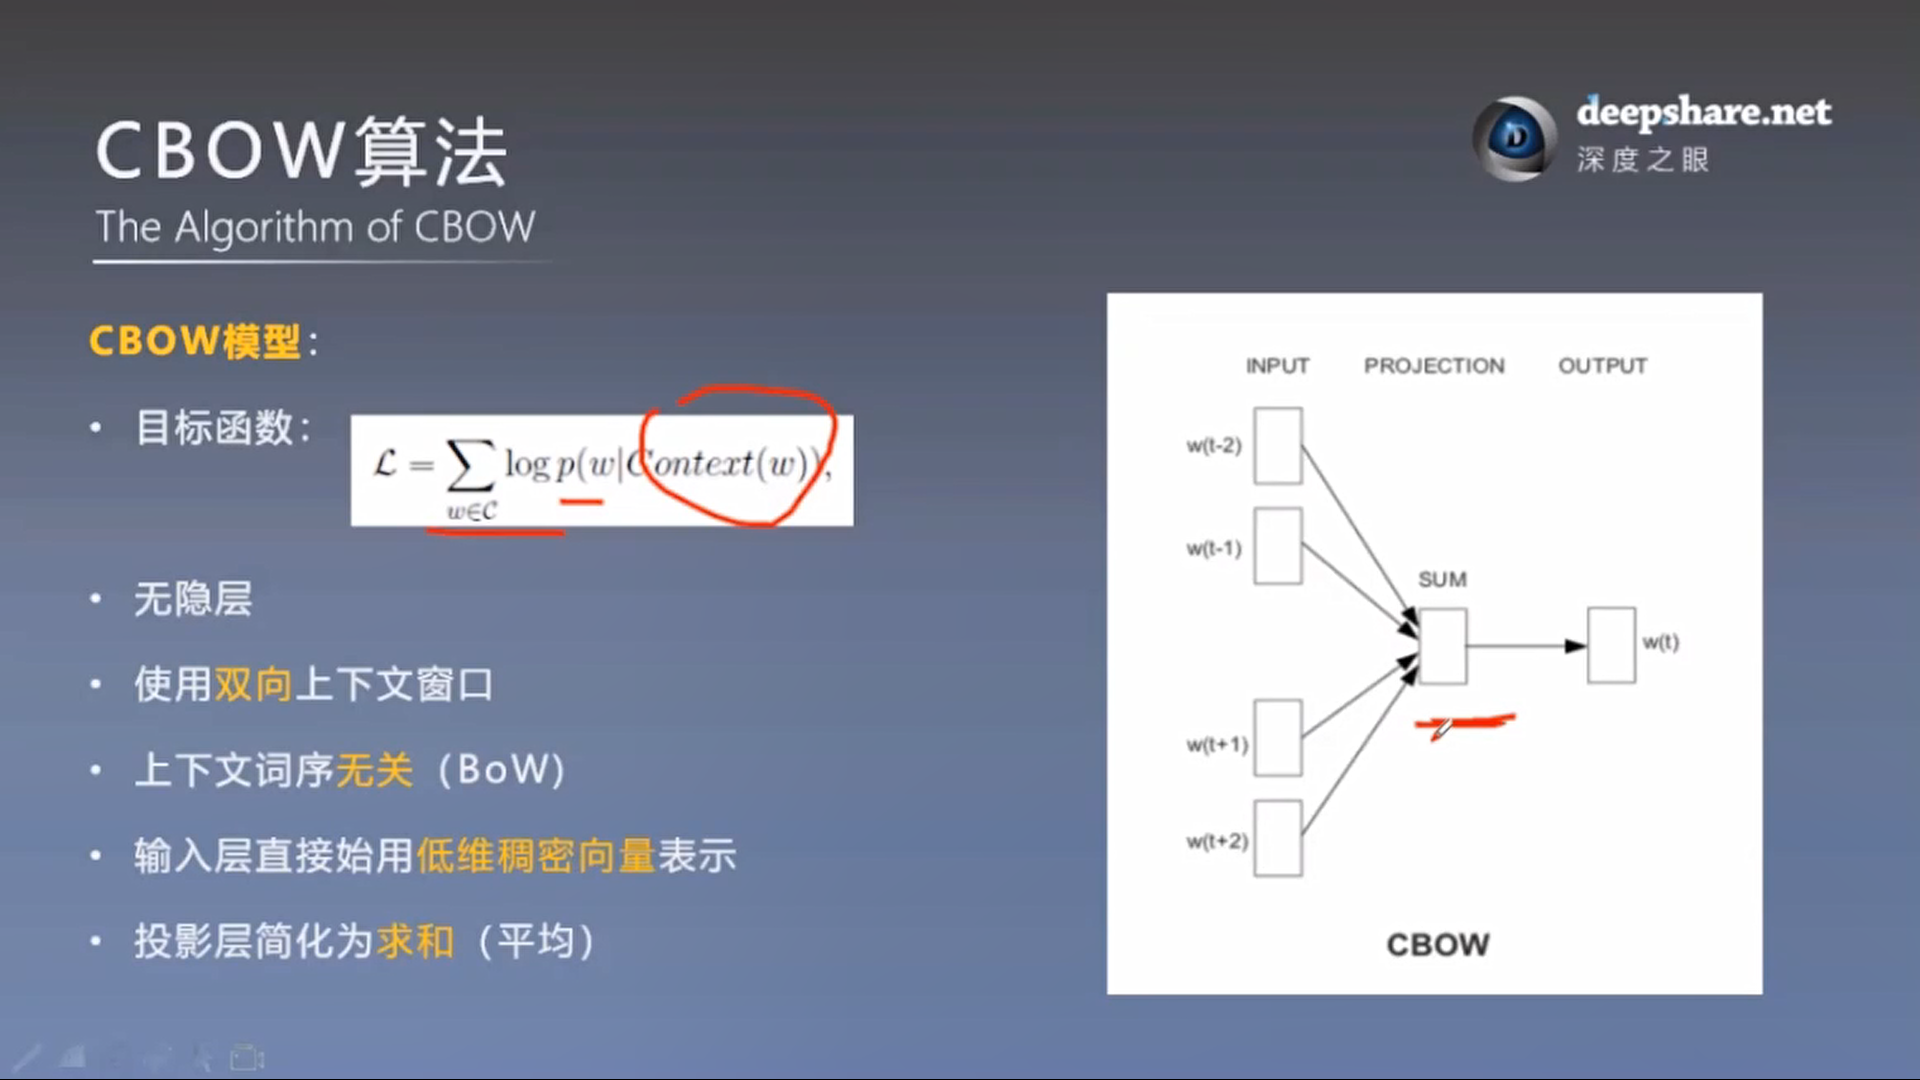 CBOW算法
The Algorithm of CBOW
deepshare.net
深度之眼
CBOW模型：
• 目标函数：
ℒ = ∑ log p(w|Context(w)),
w∈C
• 无隐层
• 使用双向上下文窗口
• 上下文词序无关（BoW）
• 输入层直接始用低维稠密向量表示
• 投影层简化为求和（平均）
INPUT PROJECTION OUTPUT
w(t-2)
w(t-1)
SUM
w(t)
w(t+1)
w(t+2)
CBOW